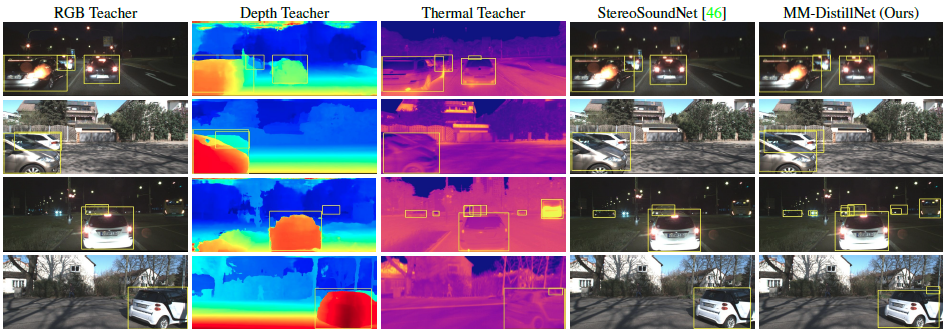 RGB Teacher
Depth Teacher
Thermal Teacher
StereoSoundNet [46]
MM-DistillNet (Ours)